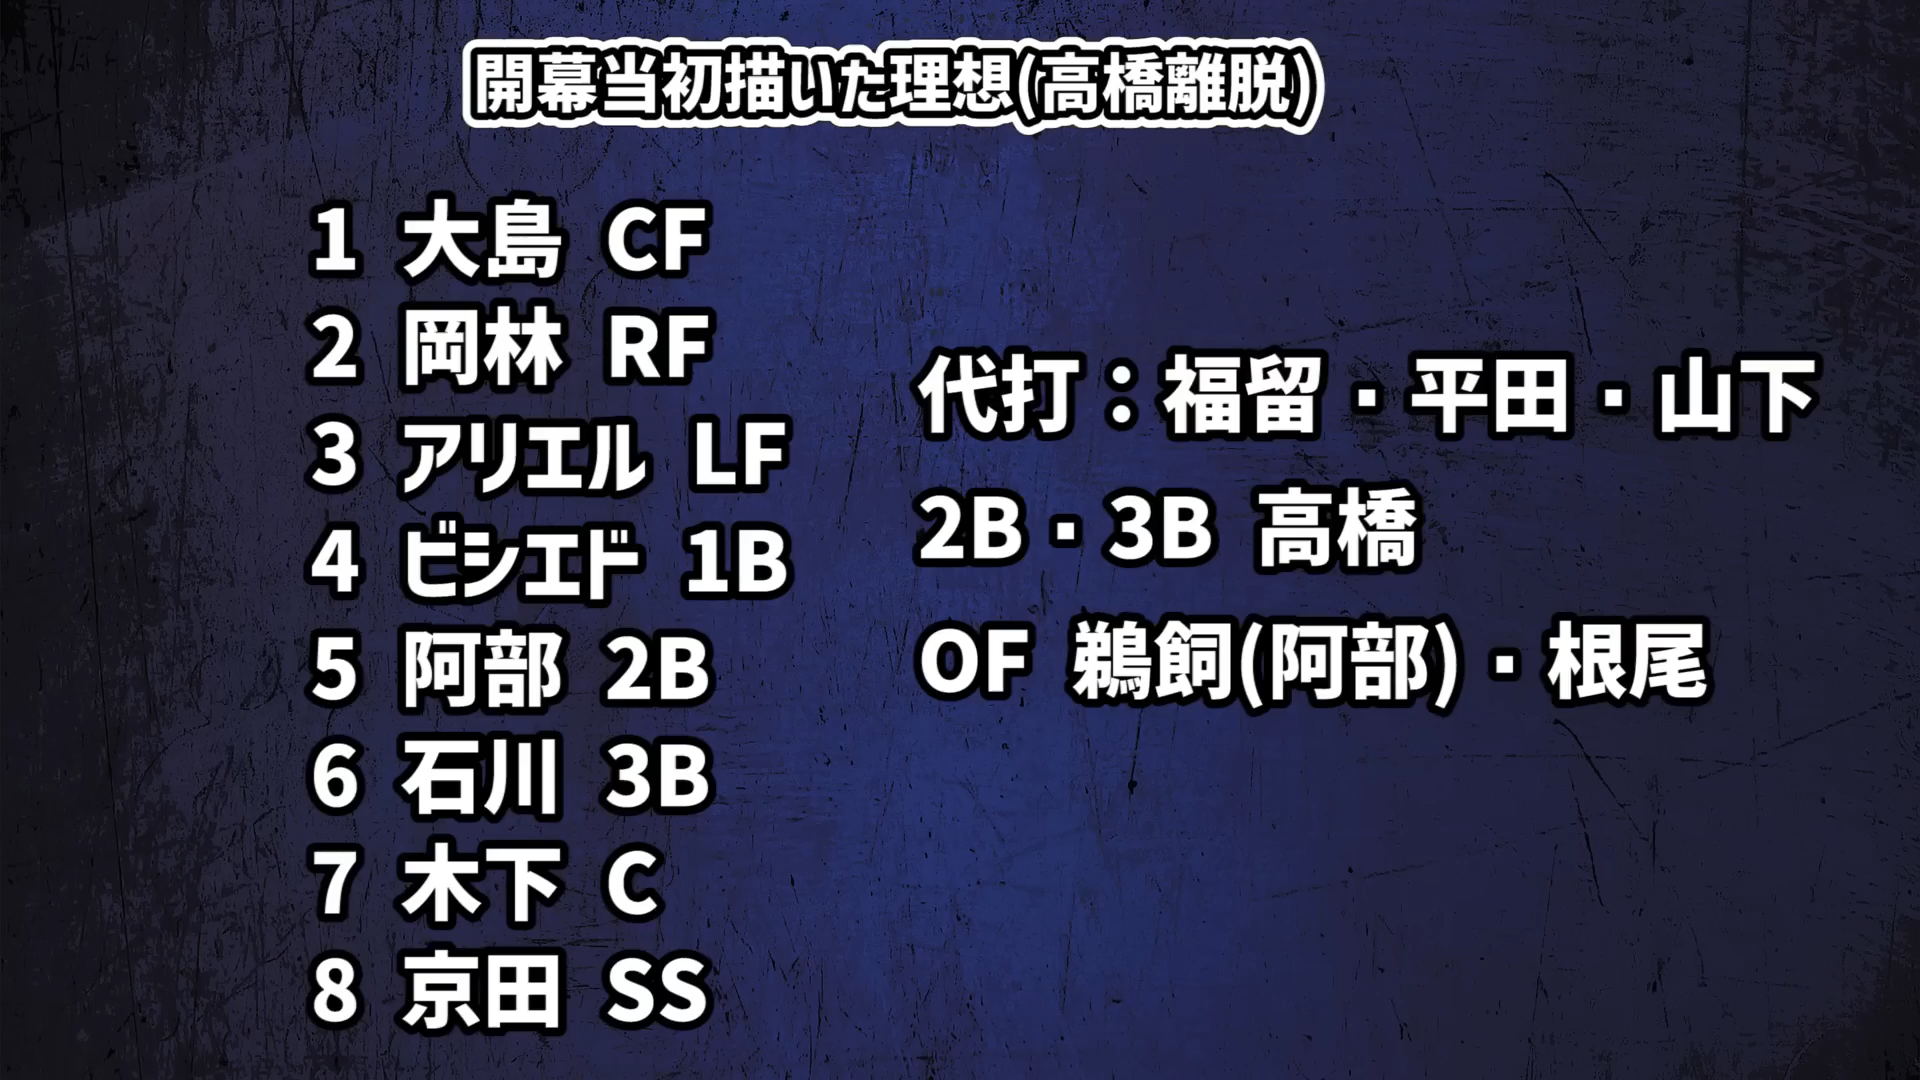 開幕当初描いた理想(高橋離脱)
1 大島 CF
2 岡林 RF
3 アリエル LF
4 ビシエド 1B
5 阿部 2B
6 石川 3B
7 木下 C
8 京田 SS
代打：福留・平田・山下
2B・3B 高橋
OF 鵜飼(阿部)・根尾